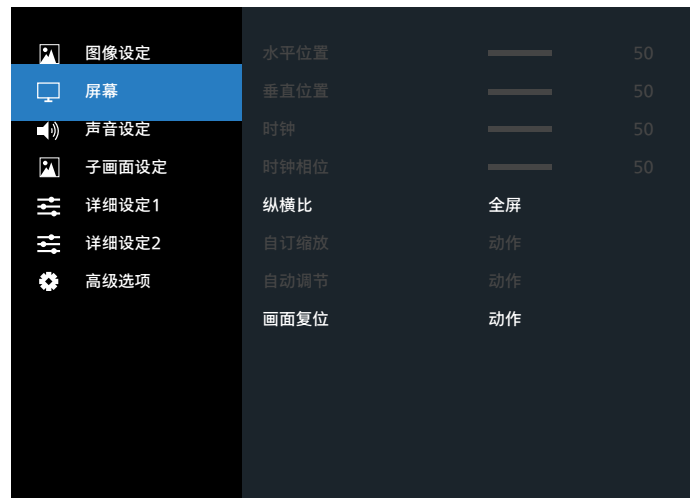 图像设定
屏幕
声音设定
子画面设定
详细设定1
详细设定2
高级选项
水平位置 50
垂直位置 50
时钟 50
时钟相位 50
纵横比 全屏
自订缩放 动作
自动调节 动作
画面复位 动作